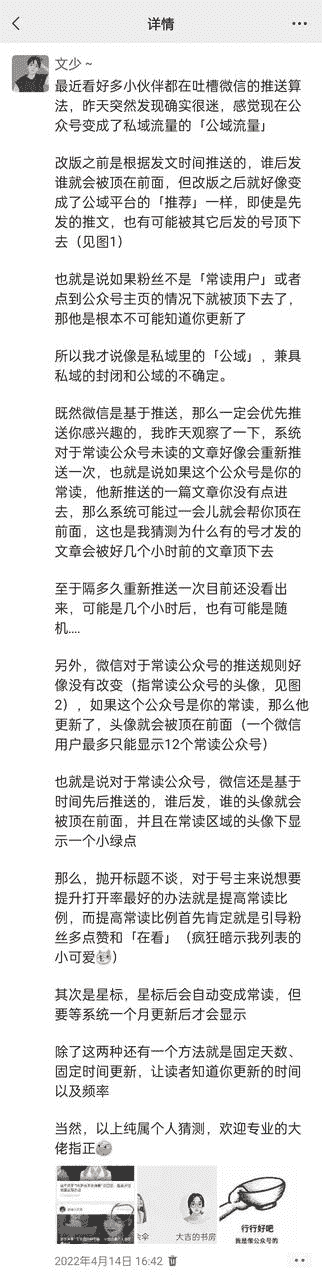 详情
文少~
最近看好多小伙伴都在吐槽微信的推送算
法，昨天突然发现确实很迷，感觉现在公
众号变成了私域流量的「公域流量」
改版之前是根据发文时间推送的，谁后发
谁就会被顶在前面，但改版之后就好像变
成了公域平台的「推荐」一样，即使是先
发的推文，也有可能被其它后发的号顶下
去（见图1）
也就是说如果粉丝不是「常读用户」或者
点到公众号主页的情况下就被顶下去了，
那他是根本不可能知道你更新了
所以我才说像是私域里的「公域」，兼具
私域的封闭和公域的不确定。
既然微信是基于推送，那么一定会优先推
送你感兴趣的，我昨天观察了一下，系统
对于常读公众号未读的文章好像会重新推
送一次，也就是说如果这个公众号是你的
常读，他新推送的一篇文章你没有点进
去，那么系统可能过一会儿就会帮你顶在
前面，这也是我猜测为什么有的号才发的
文章会被好几个小时前的文章顶下去
至于隔多久重新推送一次目前还没看出
来，可能是几个小时后，也有可能是随
机....
另外，微信对于常读公众号的推送规则好
像没有改变（指常读公众号的头像，见图
2），如果这个公众号是你的常读，那么他
更新了，头像就会被顶在前面（一个微信
用户最多只能显示12个常读公众号）
也就是说对于常读公众号，微信还是基于
时间先后推送的，谁后发，谁的头像就会
被顶在前面，并且在常读区域的头像下显
示一个小绿点
那么，抛开标题不谈，对于号主来说想要
提升打开率最好的办法就是提高常读比
例，而提高常读比例首先肯定就是引导粉
丝多点赞和「在看」（疯狂暗示我列表的
小可爱）
其次是星标，星标后会自动变成常读，但
要等系统一个月更新后才会显示
除了这两种还有一个方法就是固定天数、
固定时间更新，让读者知道你更新的时间
以及频率
当然，以上纯属个人猜测，欢迎专业的大
佬指正
大吉的书房
行行好吧
我是做公众号的
2022年4月14日 16:42